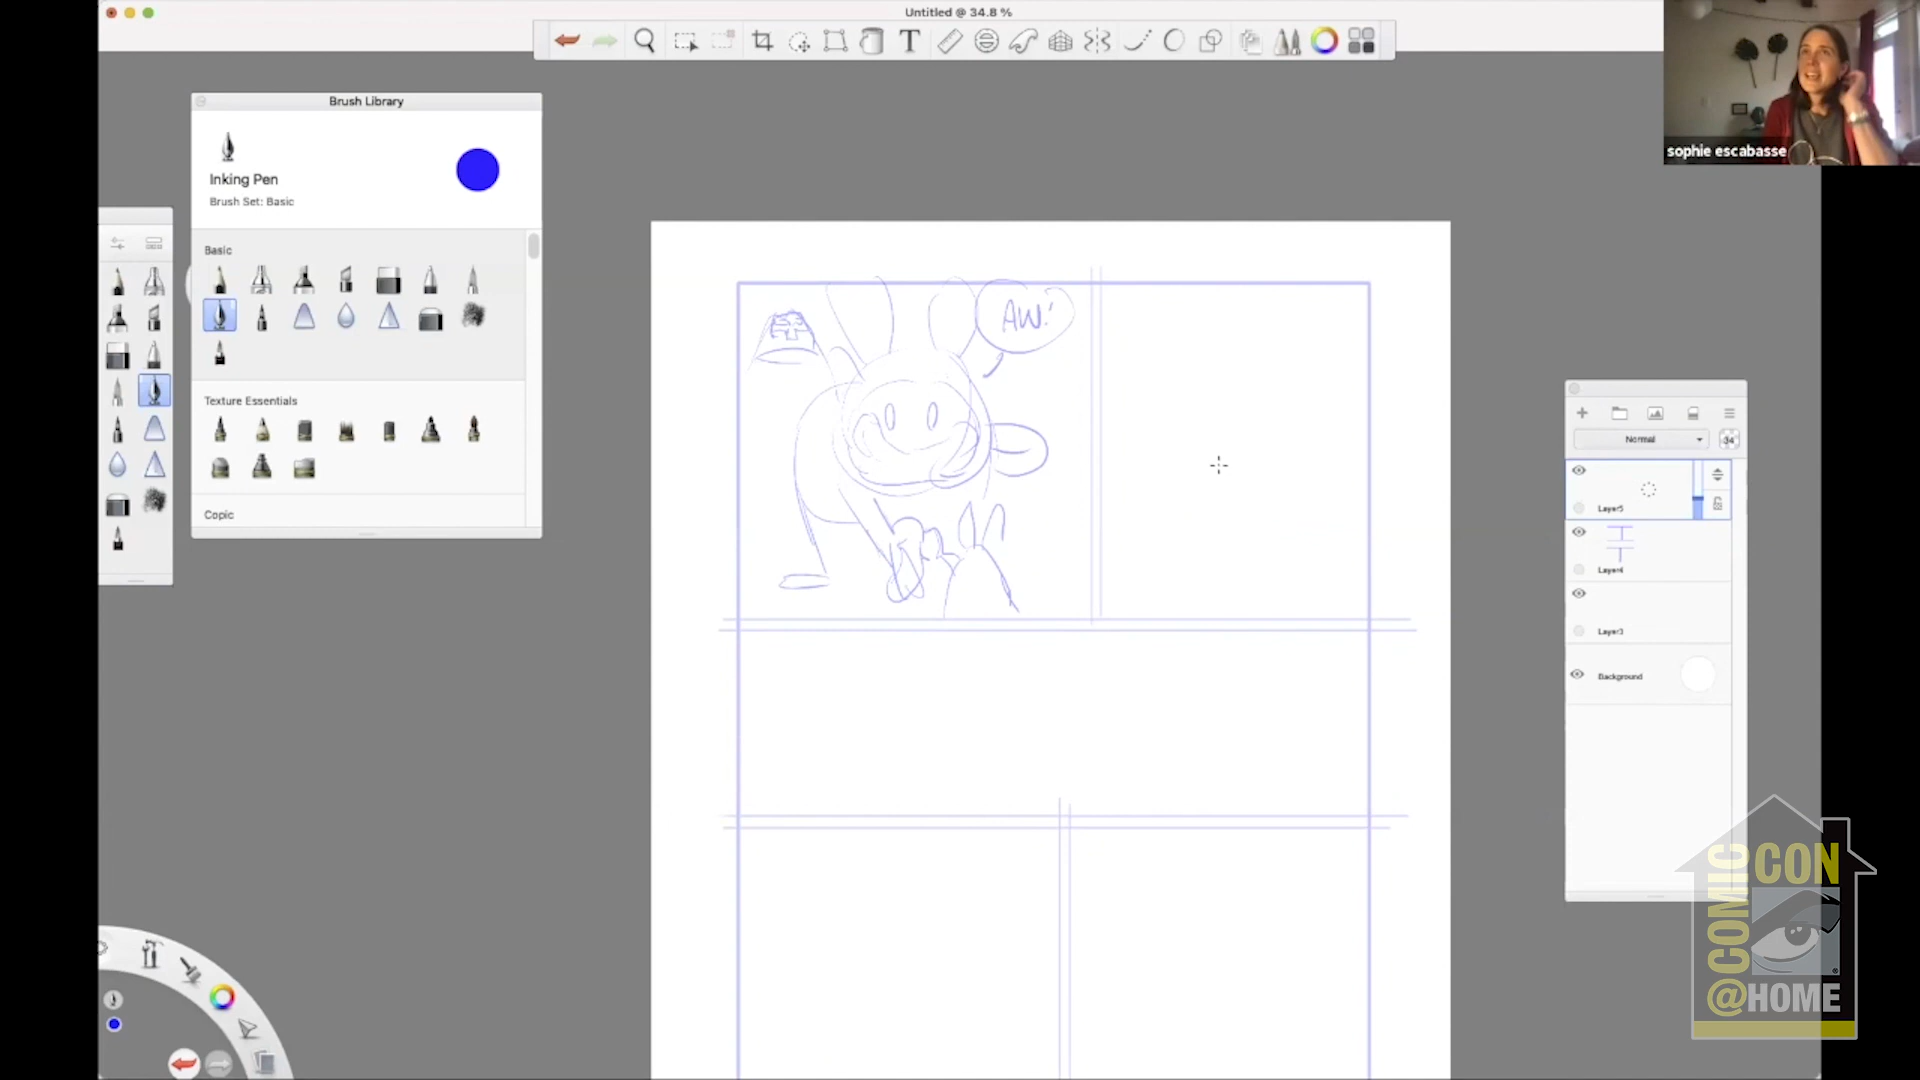 Untitled @ 34.8 %
sophie escabasse
Brush Library
Inking Pen
Brush Set: Basic
Basic
Texture Essentials
Copic
AW!
Normal
34
Layer5
Layer4
Layer3
Background
COMIC
CON
@HOME